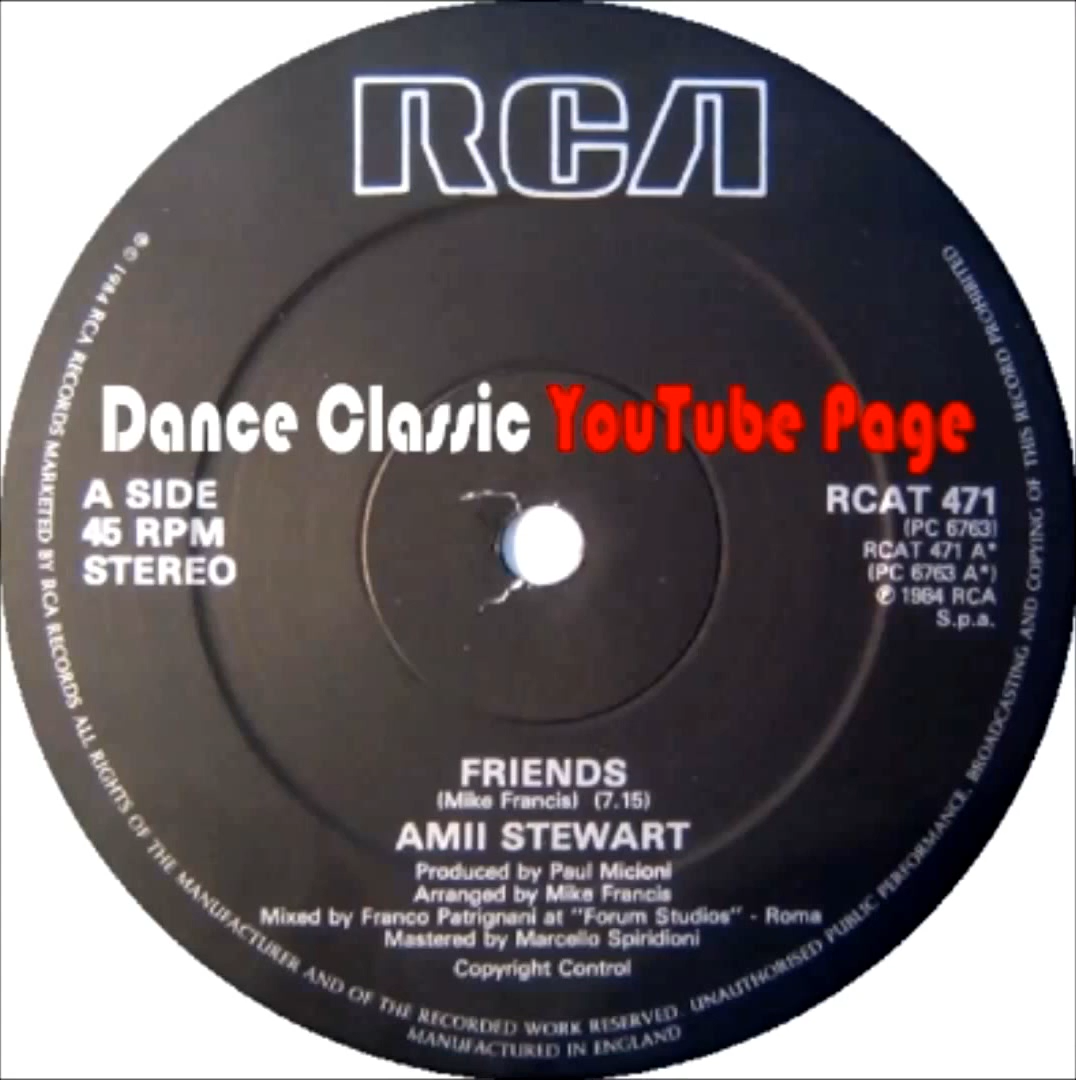 RCA
Dance Classic YouTube Page
A SIDE
45 RPM
STEREO
RCAT 471
(PC 6763)
RCAT 471 A*
(PC 6763 A*)
℗ 1984 RCA
S.p.a.
FRIENDS
(Mike Francis) (7.15)
AMII STEWART
Produced by Paul Micioni
Arranged by Mike Francis
Mixed by Franco Patrignani at "Forum Studios" - Roma
Mastered by Marcello Spiridioni
Copyright Control
℗ © 1984 RCA RECORDS MARKETED BY RCA RECORDS ALL RIGHTS OF THE MANUFACTURER AND OF THE RECORDED WORK RESERVED. UNAUTHORISED PUBLIC PERFORMANCE, BROADCASTING AND COPYING OF THIS RECORD PROHIBITED
MANUFACTURED IN ENGLAND